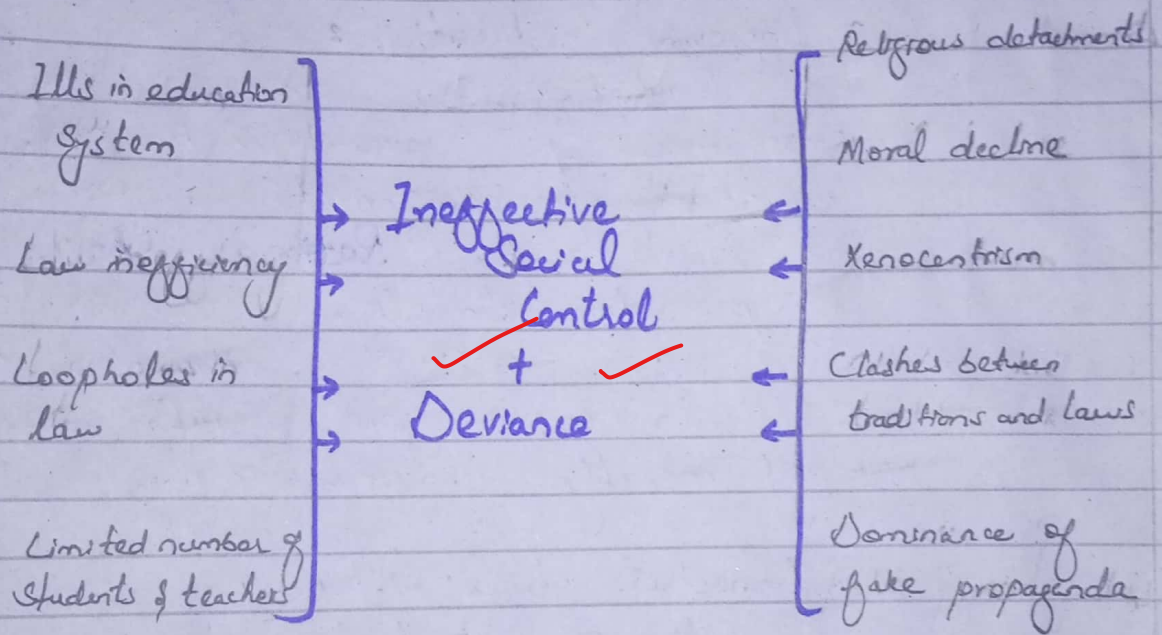 Ills in education
system
Law inefficiency
Loopholes in
law
Limited number of
students & teachers
Ineffective
Social
Control
+
Deviance
Religious detachments
Moral decline
Xenocentrism
Clashes between
traditions and laws
Dominance of
fake propaganda